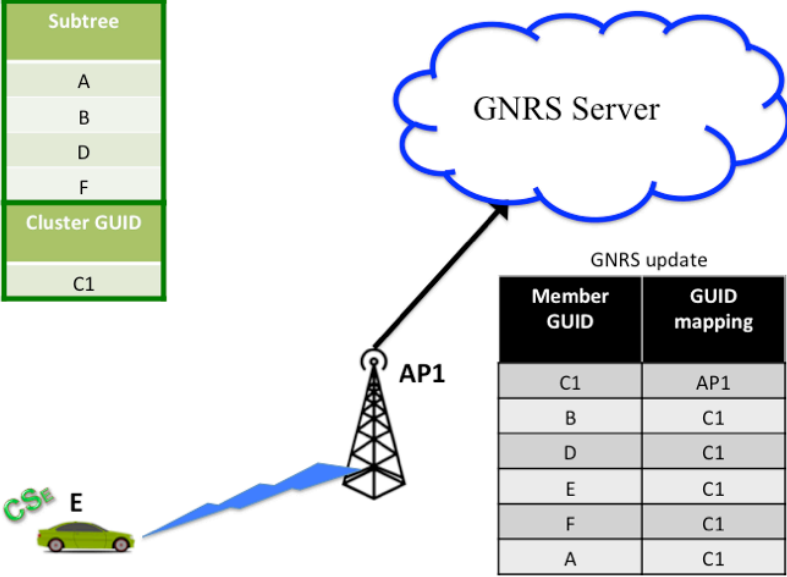 Subtree
A
B
D
F
Cluster GUID
C1
GNRS Server
AP1
CSE
E
GNRS update
Member GUID
GUID mapping
C1 AP1
B C1
D C1
E C1
F C1
A C1